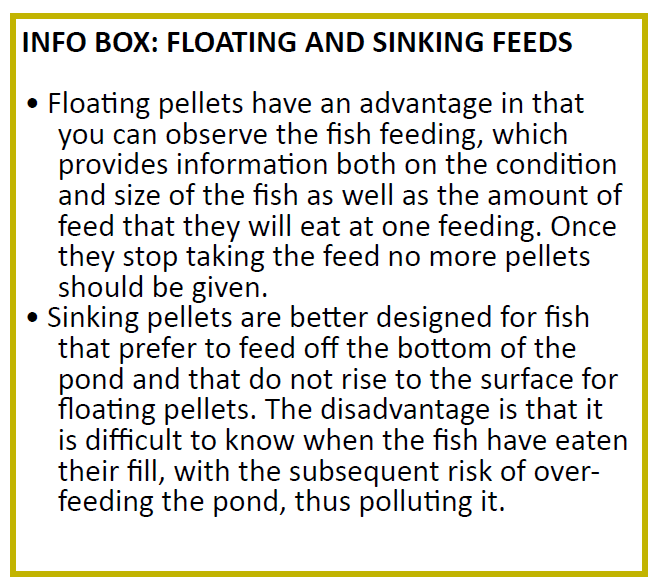 INFO BOX: FLOATING AND SINKING FEEDS
• Floating pellets have an advantage in that
you can observe the fish feeding, which
provides information both on the condition
and size of the fish as well as the amount of
feed that they will eat at one feeding. Once
they stop taking the feed no more pellets
should be given.
• Sinking pellets are better designed for fish
that prefer to feed off the bottom of the
pond and that do not rise to the surface for
floating pellets. The disadvantage is that it
is difficult to know when the fish have eaten
their fill, with the subsequent risk of over-
feeding the pond, thus polluting it.